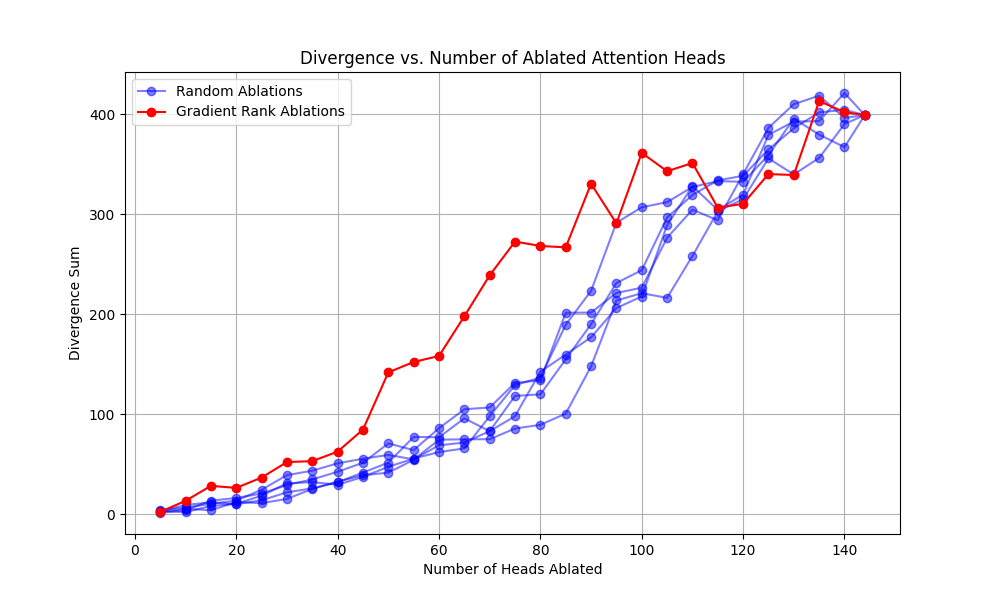 Divergence vs. Number of Ablated Attention Heads
Random Ablations
Gradient Rank Ablations
400
300
200
100
0
Divergence Sum
0 20 40 60 80 100 120 140
Number of Heads Ablated